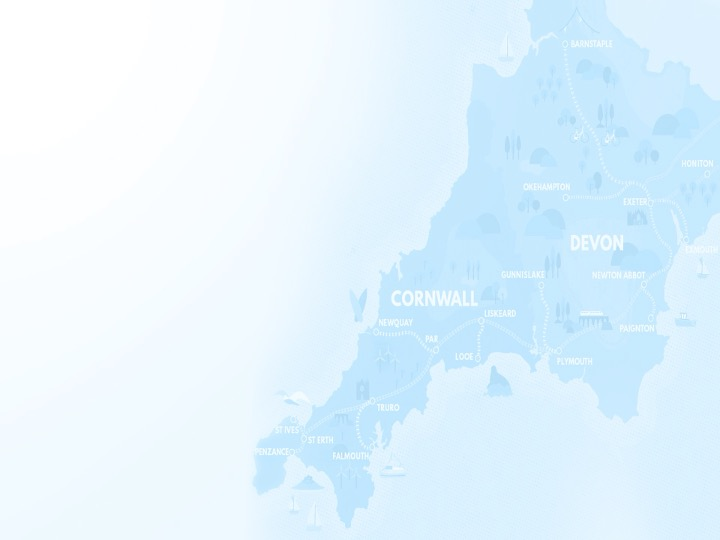 BARNSTAPLE
HONITON
OKEHAMPTON
EXETER
DEVON
EXMOUTH
GUNNISLAKE
NEWTON ABBOT
CORNWALL
LISKEARD
NEWQUAY
PAIGNTON
PAR
LOOE
PLYMOUTH
TRURO
ST IVES
ST ERTH
PENZANCE
FALMOUTH